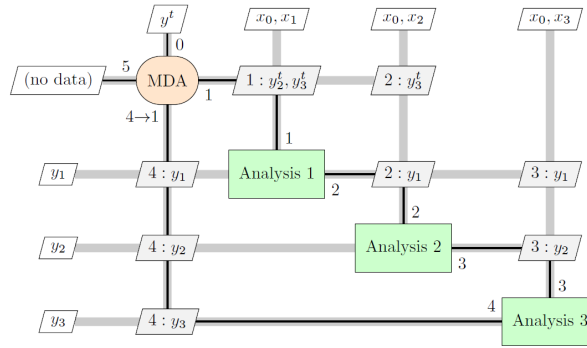 y^t
x_0, x_1
x_0, x_2
x_0, x_3
0
(no data)
5
MDA
1
1 : y_2^t, y_3^t
2 : y_3^t
4→1
1
y_1
4 : y_1
Analysis 1
2
2 : y_1
3 : y_1
2
y_2
4 : y_2
Analysis 2
3
3 : y_2
3
y_3
4 : y_3
4
Analysis 3